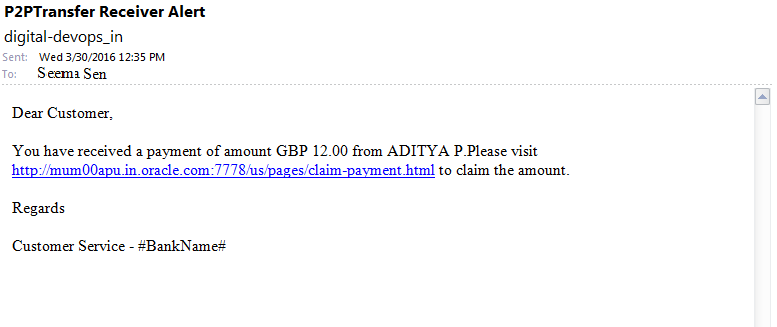 P2PTransfer Receiver Alert
digital-devops_in
Sent: Wed 3/30/2016 12:35 PM
To: Seema Sen
Dear Customer,
You have received a payment of amount GBP 12.00 from ADITYA P.Please visit
http://mum00apu.in.oracle.com:7778/us/pages/claim-payment.html to claim the amount.
Regards
Customer Service - #BankName#